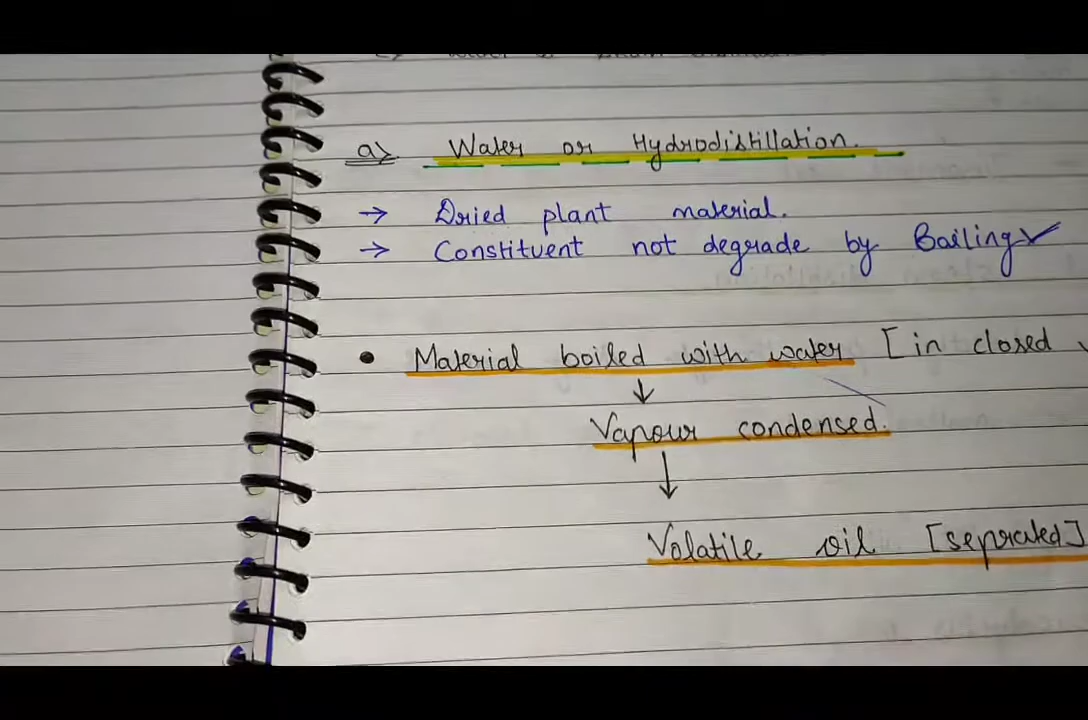 a) Water or Hydrodistillation.
→ Dried plant material.
→ Constituent not degrade by Bailing ✓
• Material boiled with water [in closed
↓
Vapour condensed.
↓
Volatile oil [seprated]